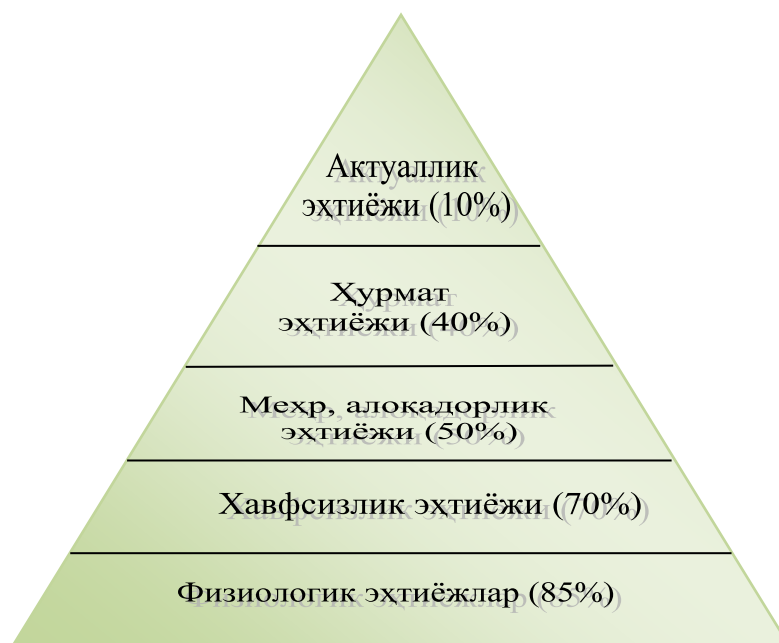 Актуаллик
эҳтиёжи (10%)
Ҳурмат
эҳтиёжи (40%)
Меҳр, алоқадорлик
эҳтиёжи (50%)
Хавфсизлик эҳтиёжи (70%)
Физиологик эҳтиёжлар (85%)